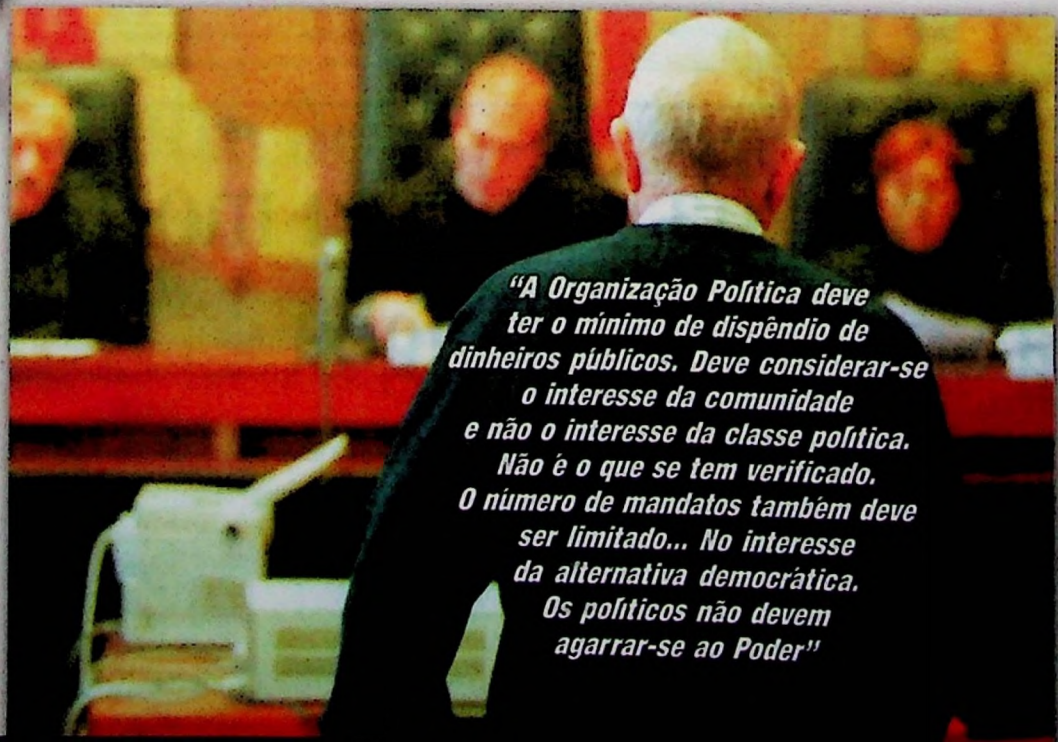 “A Organização Política deve
ter o mínimo de dispêndio de
dinheiros públicos. Deve considerar-se
o interesse da comunidade
e não o interesse da classe política.
Não é o que se tem verificado.
O número de mandatos também deve
ser limitado... No interesse
da alternativa democrática.
Os políticos não devem
agarrar-se ao Poder”